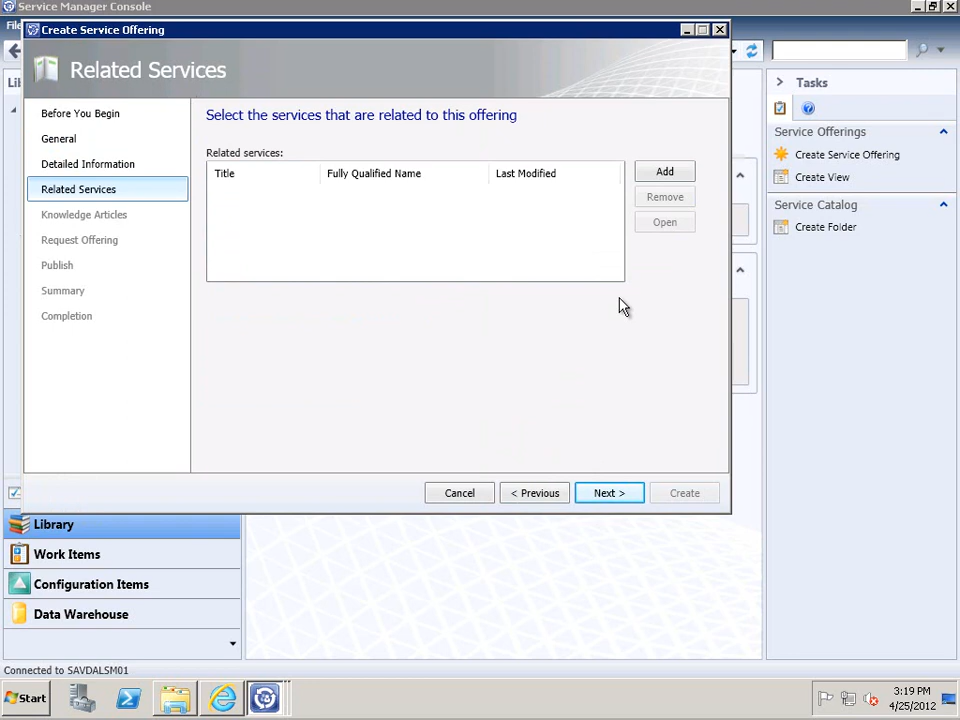 Service Manager Console
File
Create Service Offering
Related Services
Before You Begin
General
Detailed Information
Related Services
Knowledge Articles
Request Offering
Publish
Summary
Completion
Select the services that are related to this offering
Related services:
Title Fully Qualified Name Last Modified
Add
Remove
Open
Cancel
< Previous
Next >
Create
Tasks
Service Offerings
Create Service Offering
Create View
Service Catalog
Create Folder
Library
Work Items
Configuration Items
Data Warehouse
Connected to SAVDALSM01
Start
3:19 PM
4/25/2012